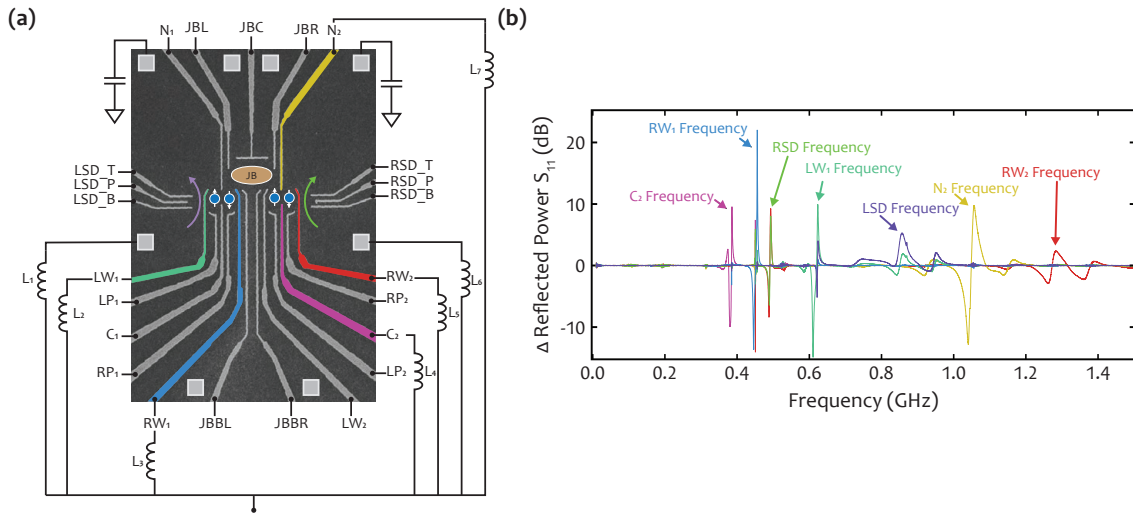 (a)
N₁ JBL JBC JBR N₂
L₇
JB
LSD_T
LSD_P
LSD_B
RSD_T
RSD_P
RSD_B
L₁
L₂
LW₁
LP₁
C₁
RP₁
RW₂
RP₂
C₂
LP₂
L₆
L₅
L₄
RW₁ JBBL JBBR LW₂
L₃
(b)
Δ Reflected Power S₁₁ (dB)
20
10
0
-10
RW₁ Frequency
RSD Frequency
LW₁ Frequency
C₂ Frequency
LSD Frequency
N₂ Frequency
RW₂ Frequency
0.0 0.2 0.4 0.6 0.8 1.0 1.2 1.4
Frequency (GHz)